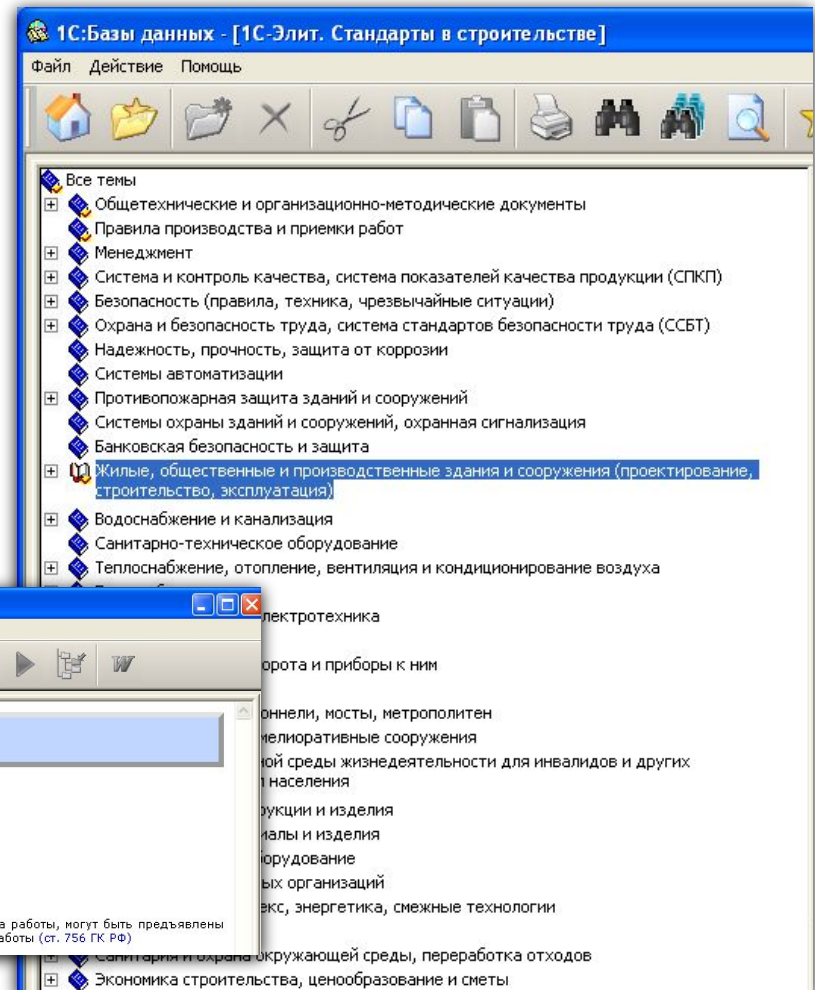 1С:Базы данных - [1С-Элит. Стандарты в строительстве]
Файл Действие Помощь
Все темы
Общетехнические и организационно-методические документы
Правила производства и приемки работ
Менеджмент
Система и контроль качества, система показателей качества продукции (СПКП)
Безопасность (правила, техника, чрезвычайные ситуации)
Охрана и безопасность труда, система стандартов безопасности труда (ССБТ)
Надежность, прочность, защита от коррозии
Системы автоматизации
Противопожарная защита зданий и сооружений
Системы охраны зданий и сооружений, охранная сигнализация
Банковская безопасность и защита
Жилые, общественные и производственные здания и сооружения (проектирование,
строительство, эксплуатация)
Водоснабжение и канализация
Санитарно-техническое оборудование
Теплоснабжение, отопление, вентиляция и кондиционирование воздуха
лектротехника
W
орота и приборы к ним
оннели, мосты, метрополитен
мелиоративные сооружения
ой среды жизнедеятельности для инвалидов и других
населения
рукции и изделия
иалы и изделия
орудование
ых организаций
екс, энергетика, смежные технологии
а работы, могут быть предъявлены
аботы (ст. 756 ГК РФ)
Санитария и охрана окружающей среды, переработка отходов
Экономика строительства, ценообразование и сметы